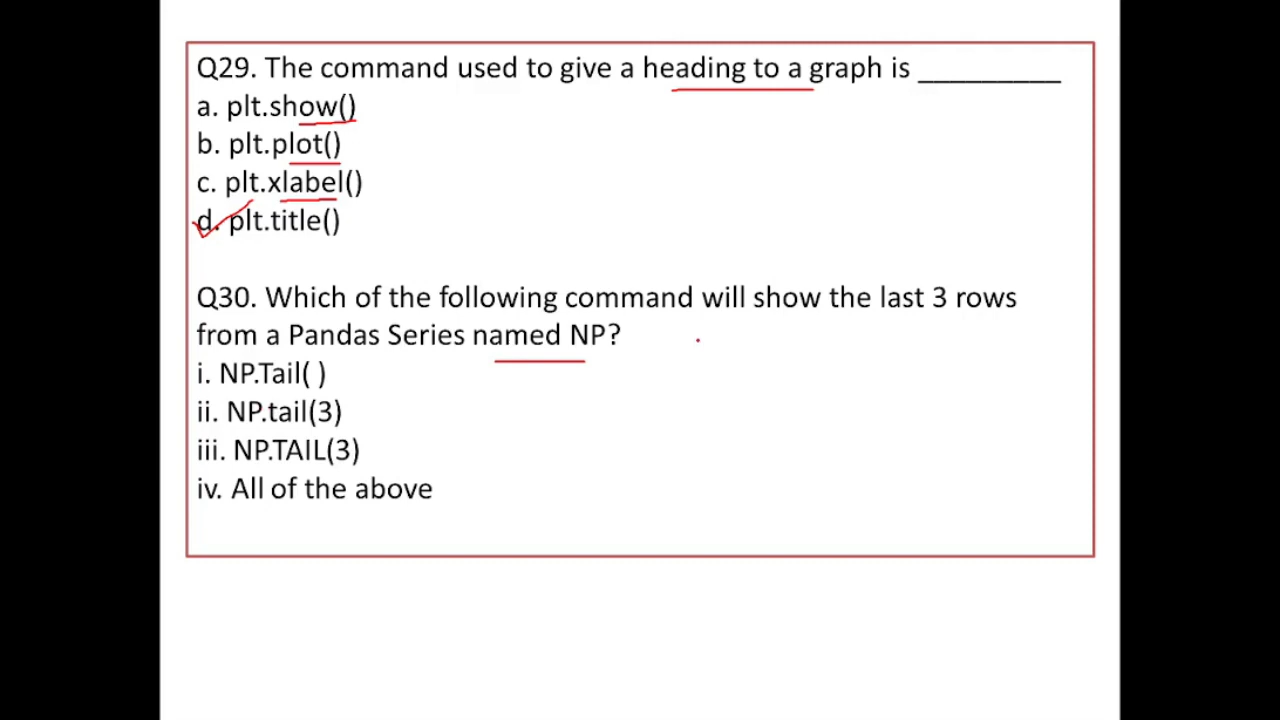 Q29. The command used to give a heading to a graph is _________
a. plt.show()
b. plt.plot()
c. plt.xlabel()
d. plt.title()
Q30. Which of the following command will show the last 3 rows
from a Pandas Series named NP?
i. NP.Tail( )
ii. NP.tail(3)
iii. NP.TAIL(3)
iv. All of the above